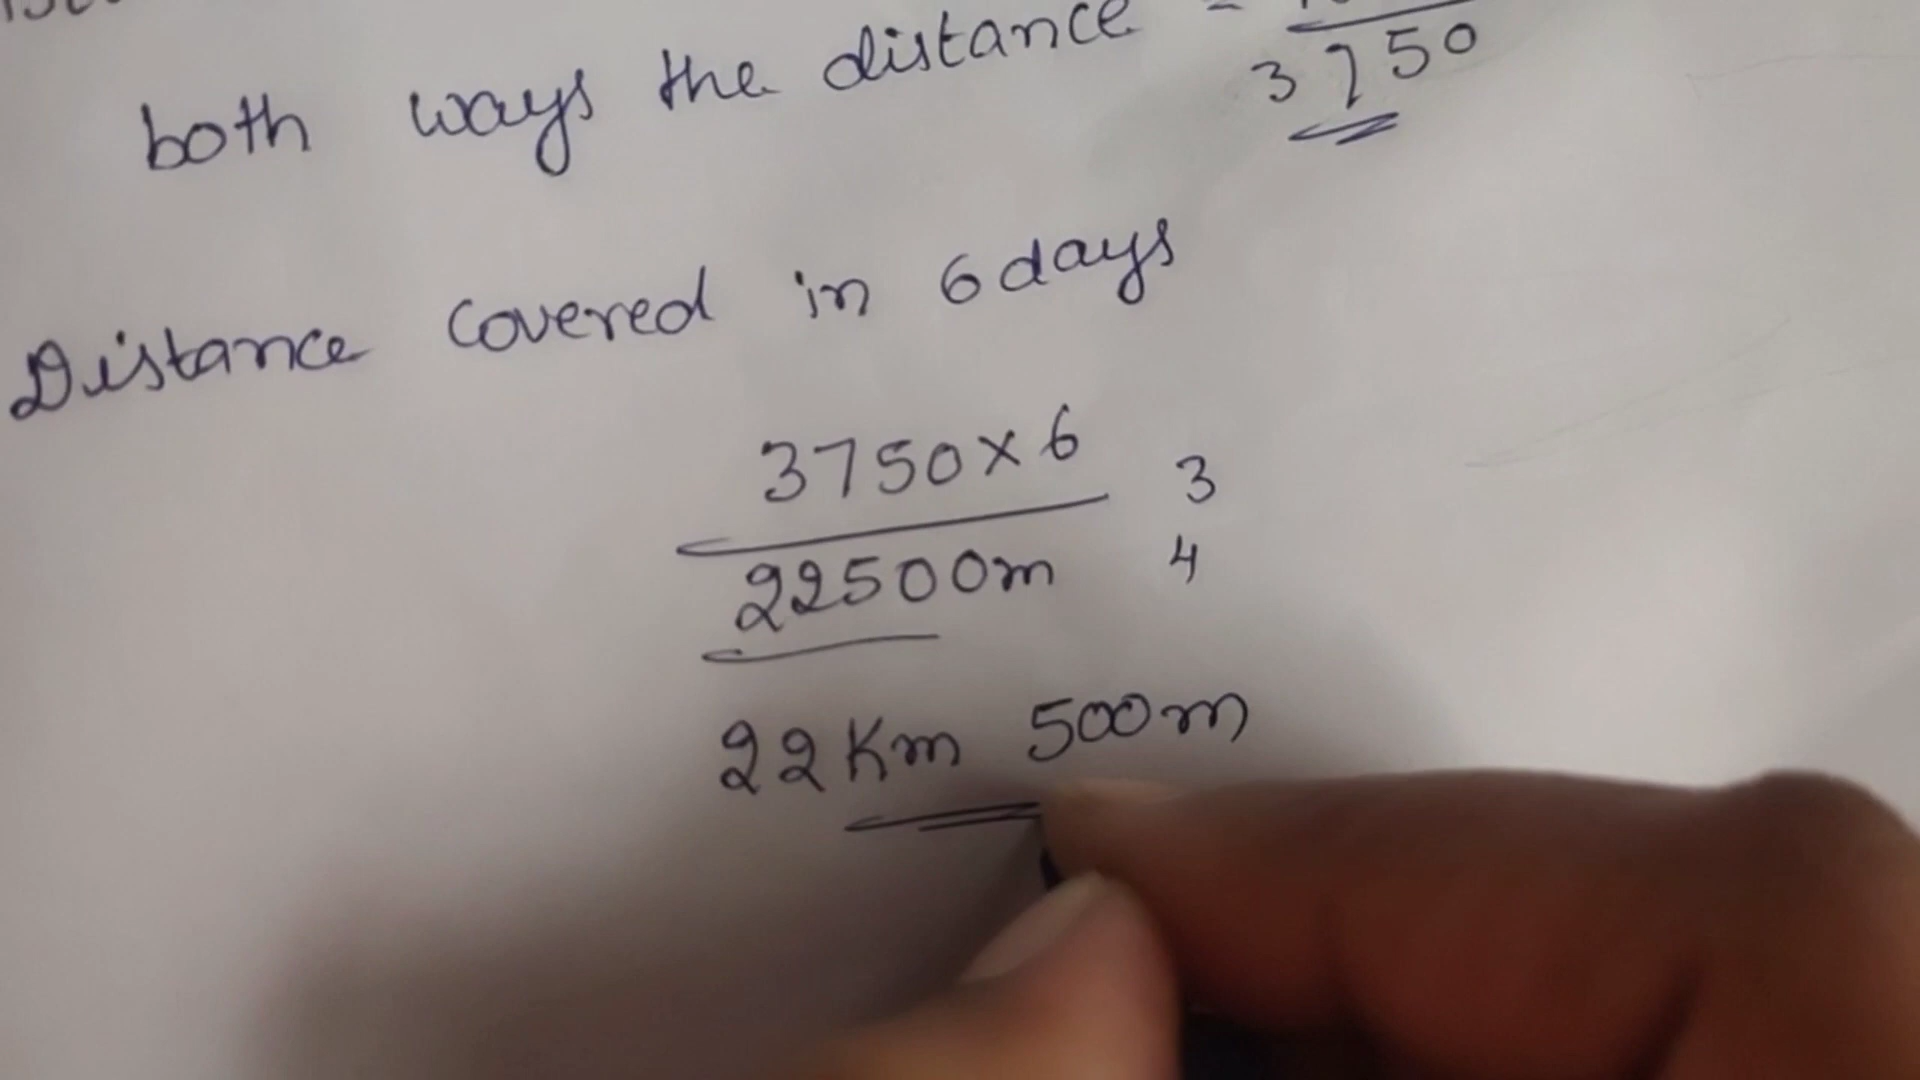 both ways the distance =
3750
Distance covered in 6 days
3750 × 6
3
22500m
4
22 Km 500m